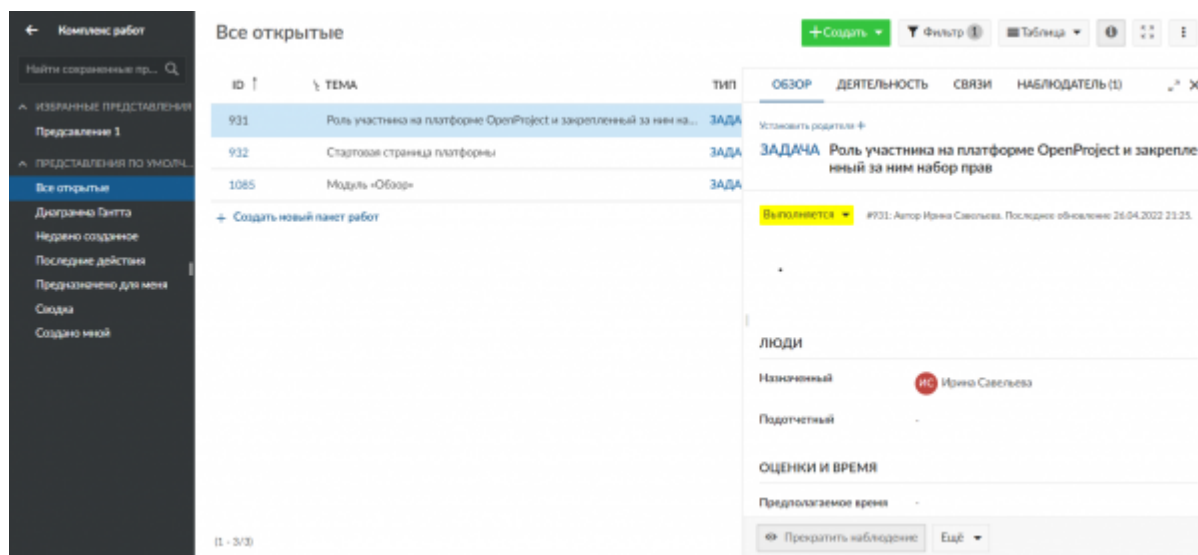 Комплекс работ
Найти сохраненные пр...
ИЗБРАННЫЕ ПРЕДСТАВЛЕНИЯ
Предсавление 1
ПРЕДСТАВЛЕНИЯ ПО УМОЛЧ...
Все открытые
Диаграмма Гантта
Недавно созданное
Последние действия
Предназначено для меня
Сводка
Создано мной
Все открытые
+Создать
Фильтр 1
Таблица
ID ТЕМА ТИП
931 Роль участника на платформе OpenProject и закрепленный за ним на... ЗАДА
932 Стартовая страница платформы ЗАДА
1085 Модуль «Обзор» ЗАДА
+ Создать новый пакет работ
(1 - 3/3)
ОБЗОР ДЕЯТЕЛЬНОСТЬ СВЯЗИ НАБЛЮДАТЕЛЬ (1)
Установить родителя +
ЗАДАЧА Роль участника на платформе OpenProject и закрепле
нный за ним набор прав
Выполняется #931: Автор Ирина Савельева. Последнее обновление 26.04.2022 21:25.
ЛЮДИ
Назначенный ИС Ирина Савельева
Подотчетный -
ОЦЕНКИ И ВРЕМЯ
Предполагаемое время -
Прекратить наблюдение Ещё